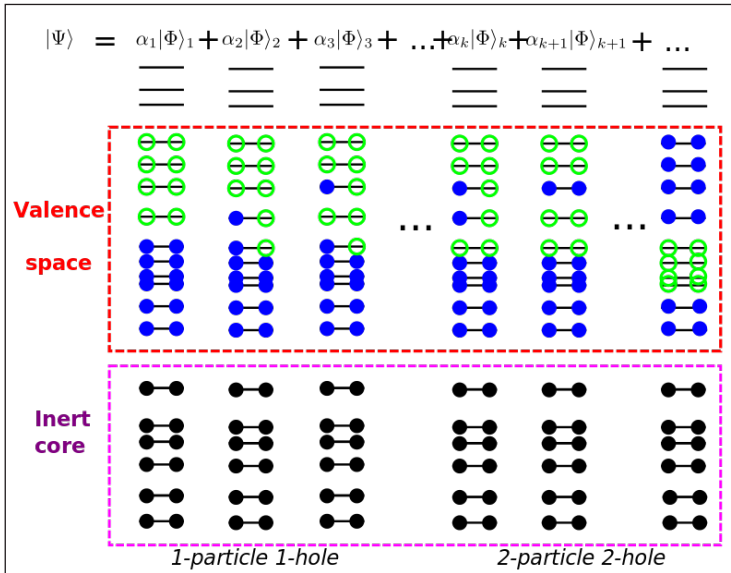 |Ψ⟩ = α₁|Φ⟩₁ + α₂|Φ⟩₂ + α₃|Φ⟩₃ + ... + αₖ|Φ⟩ₖ + αₖ₊₁|Φ⟩ₖ₊₁ + ...
Valence
space
... ...
Inert
core
1-particle 1-hole 2-particle 2-hole